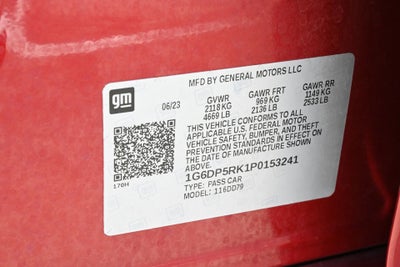 MFD BY GENERAL MOTORS LLC
gm
06/23
GVWR GAWR FRT GAWR RR
2118 KG 969 KG 1149 KG
4669 LB 2136 LB 2533 LB
THIS VEHICLE CONFORMS TO ALL
APPLICABLE U.S. FEDERAL MOTOR
VEHICLE SAFETY, BUMPER, AND THEFT
PREVENTION STANDARDS IN EFFECT ON
THE DATE OF MANUFACTURE SHOWN
ABOVE.
1G6DP5RK1P0153241
TYPE: PASS CAR
MODEL: 116DD79
170H